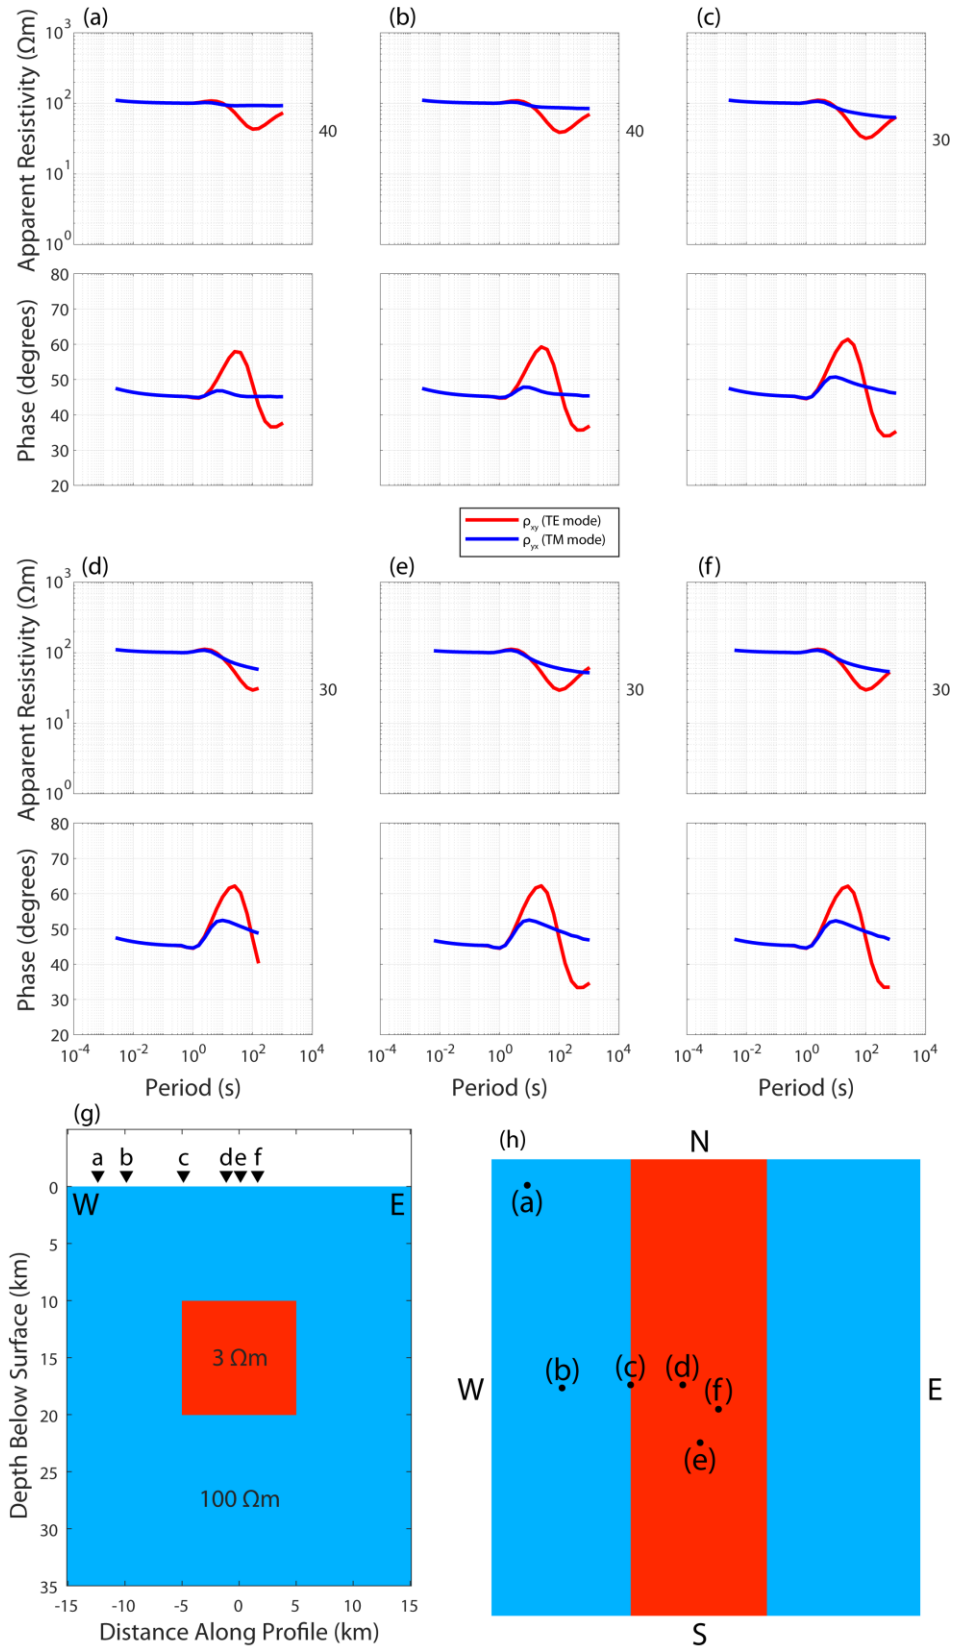 (a) (b) (c)
Apparent Resistivity (Ωm)
10³
10²
10¹
10⁰
40 40 30
Phase (degrees)
80
70
60
50
40
30
20
ρxy (TE mode)
ρyx (TM mode)
(d) (e) (f)
Apparent Resistivity (Ωm)
10³
10²
10¹
10⁰
30 30 30
Phase (degrees)
80
70
60
50
40
30
20
10⁻⁴ 10⁻² 10⁰ 10² 10⁴ 10⁻⁴ 10⁻² 10⁰ 10² 10⁴ 10⁻⁴ 10⁻² 10⁰ 10² 10⁴
Period (s) Period (s) Period (s)
(g)
a b c d e f
W E
Depth Below Surface (km)
0
5
10
15
20
25
30
35
3 Ωm
100 Ωm
-15 -10 -5 0 5 10 15
Distance Along Profile (km)
(h)
N
(a)
(b) (c) (d)
W (f) E
(e)
S